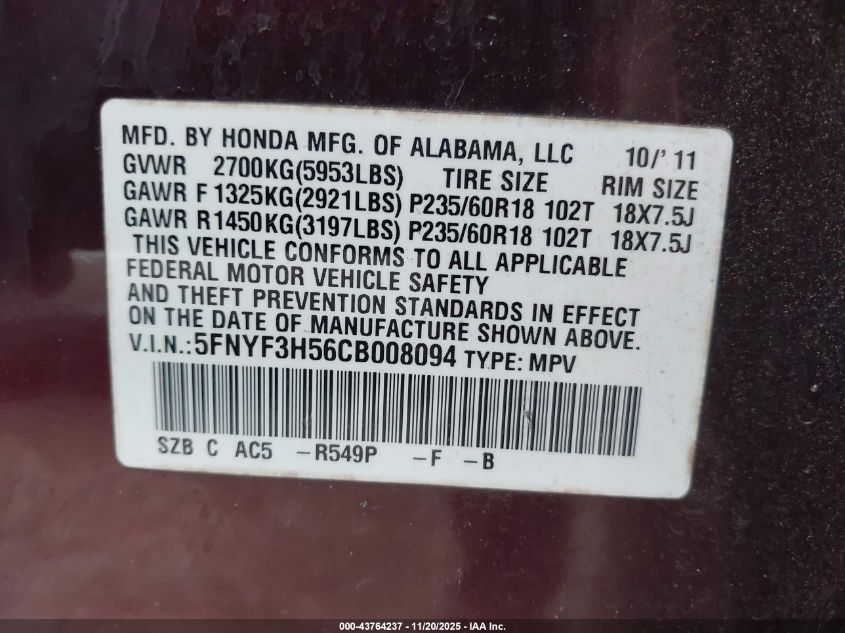 MFD. BY HONDA MFG. OF ALABAMA, LLC 10/' 11
GVWR 2700KG(5953LBS) TIRE SIZE RIM SIZE
GAWR F 1325KG(2921LBS) P235/60R18 102T 18X7.5J
GAWR R1450KG(3197LBS) P235/60R18 102T 18X7.5J
THIS VEHICLE CONFORMS TO ALL APPLICABLE
FEDERAL MOTOR VEHICLE SAFETY
AND THEFT PREVENTION STANDARDS IN EFFECT
ON THE DATE OF MANUFACTURE SHOWN ABOVE.
V.I.N.:5FNYF3H56CB008094 TYPE: MPV
SZB C AC5 -R549P -F -B
000-43764237 - 11/20/2025 - IAA Inc.